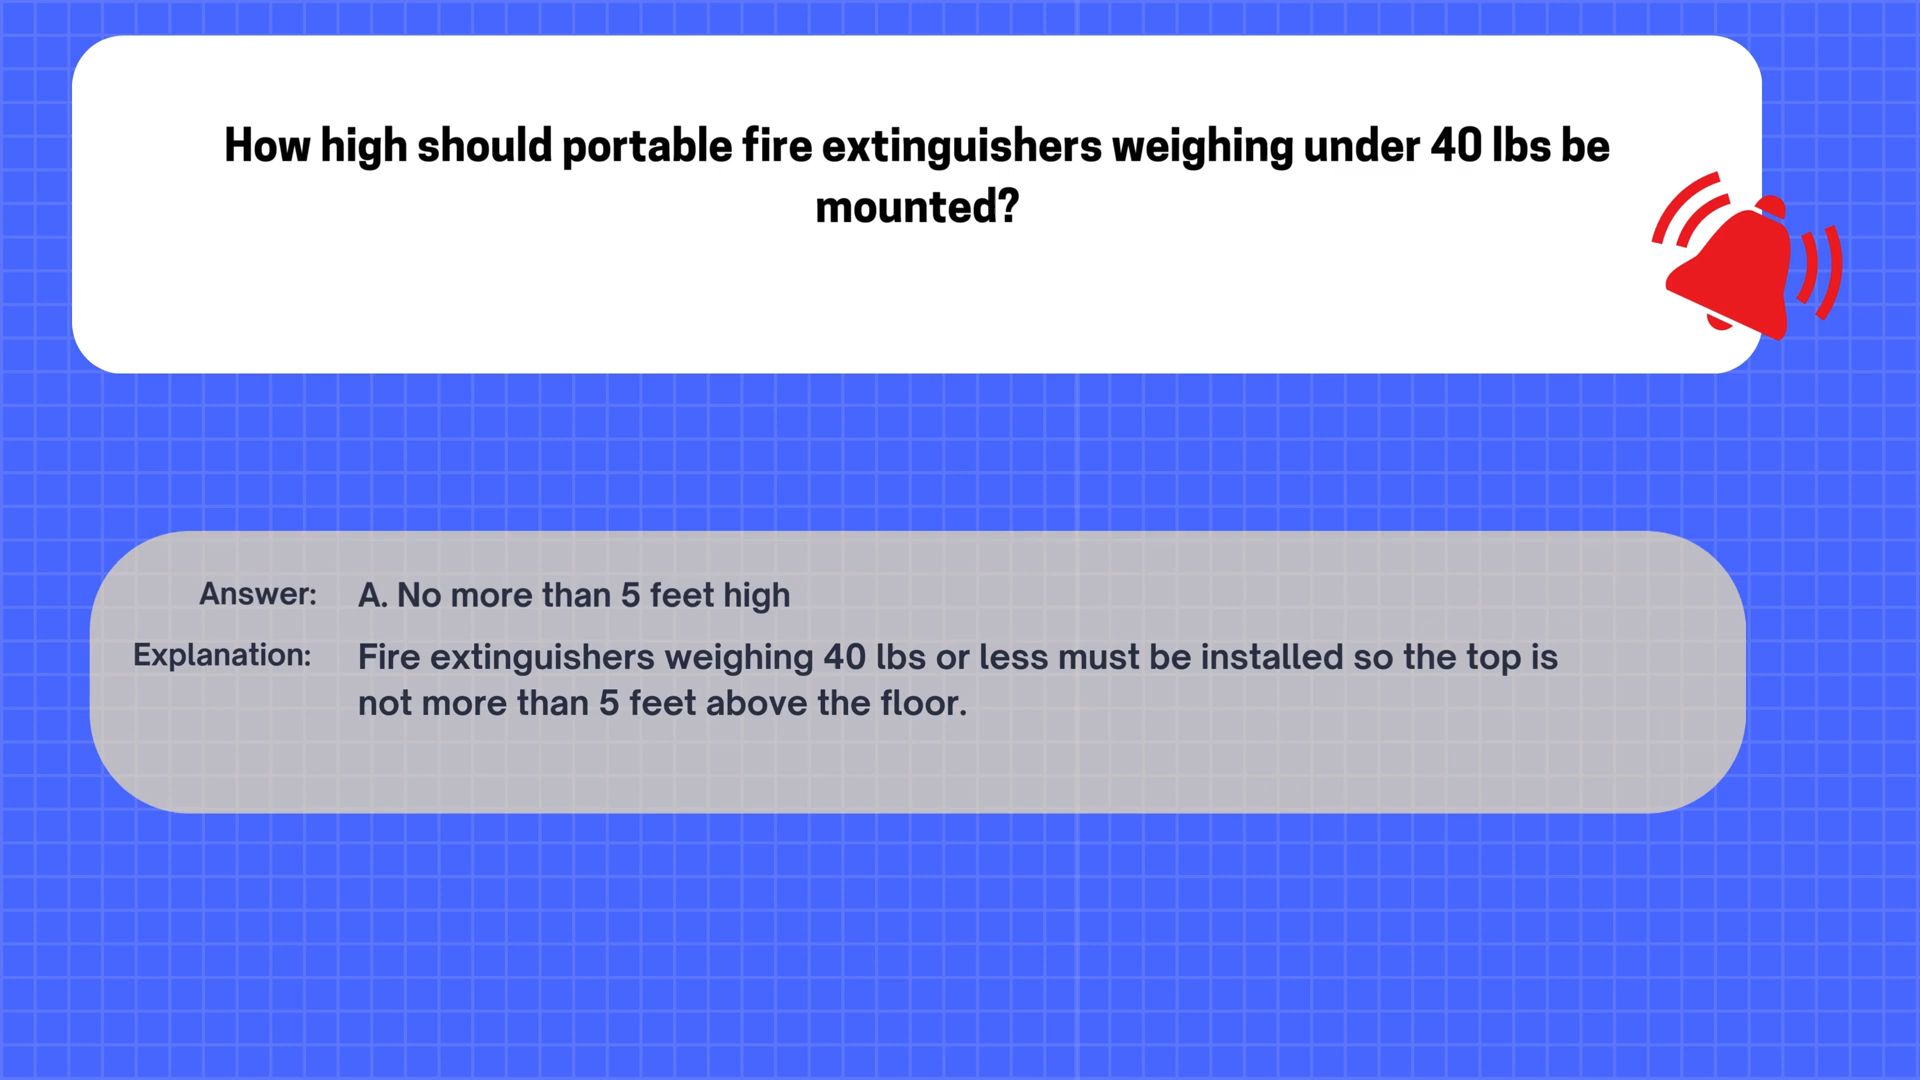 How high should portable fire extinguishers weighing under 40 lbs be
mounted?
Answer: A. No more than 5 feet high
Explanation: Fire extinguishers weighing 40 lbs or less must be installed so the top is
not more than 5 feet above the floor.